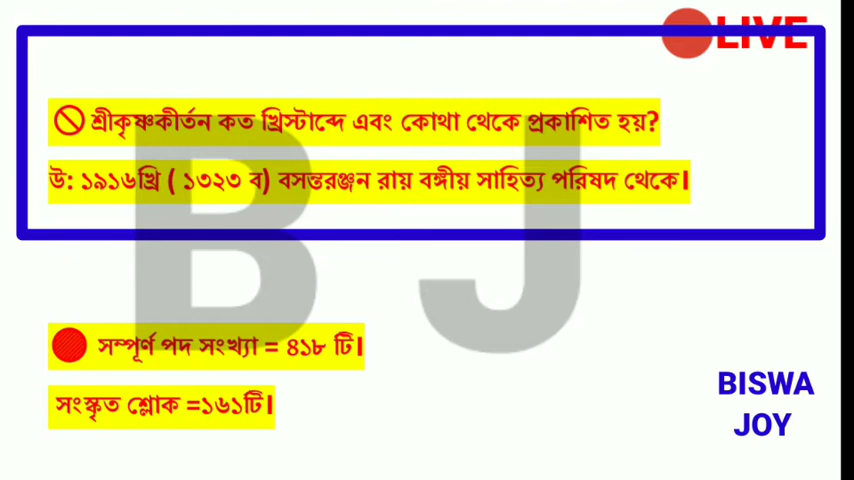 LIVE
শ্রীকৃষ্ণকীর্তন কত খ্রিস্টাব্দে এবং কোথা থেকে প্রকাশিত হয়?
উ: ১৯১৬খ্রি ( ১৩২৩ ব) বসন্তরঞ্জন রায় বঙ্গীয় সাহিত্য পরিষদ থেকে।
B J
সম্পূর্ণ পদ সংখ্যা = ৪১৮ টি।
সংস্কৃত শ্লোক =১৬১টি।
BISWA
JOY